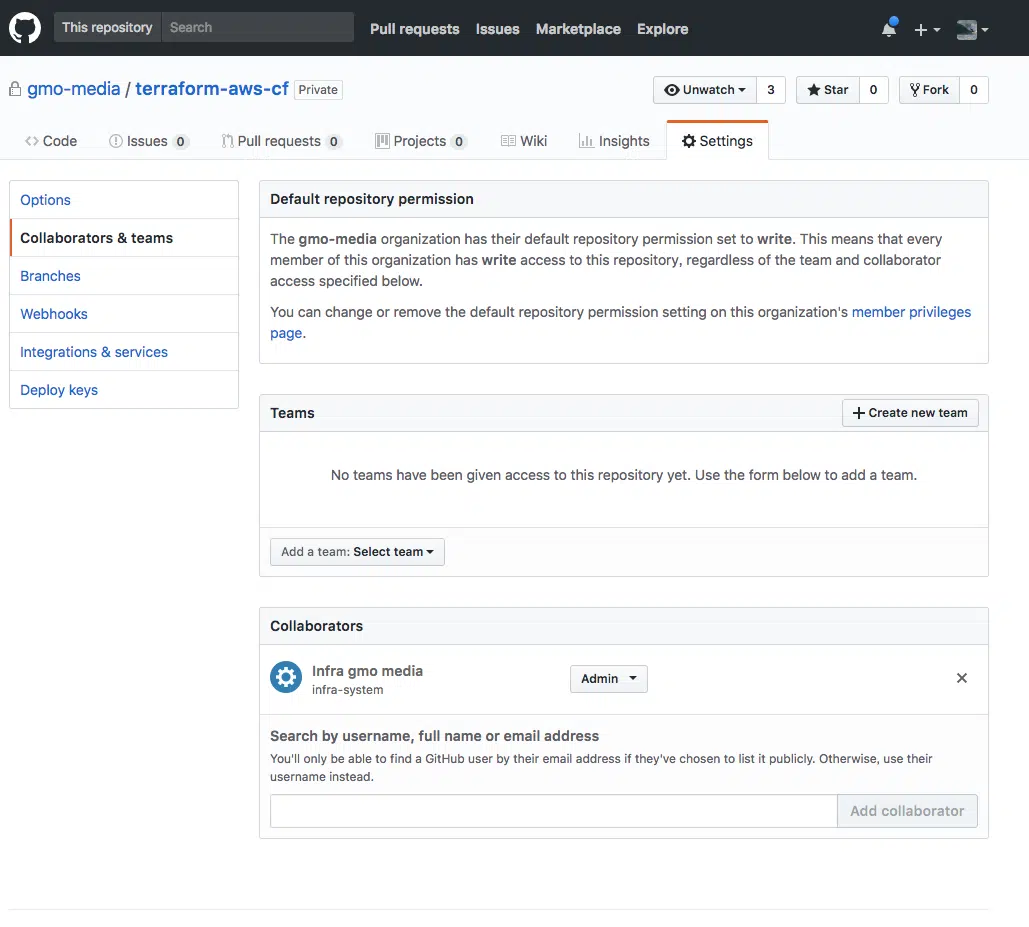 This repository Search Pull requests Issues Marketplace Explore
gmo-media / terraform-aws-cf Private Unwatch 3 Star 0 Fork 0
Code Issues 0 Pull requests 0 Projects 0 Wiki Insights Settings
Options
Collaborators & teams
Branches
Webhooks
Integrations & services
Deploy keys
Default repository permission
The gmo-media organization has their default repository permission set to write. This means that every
member of this organization has write access to this repository, regardless of the team and collaborator
access specified below.
You can change or remove the default repository permission setting on this organization's member privileges
page.
Teams Create new team
No teams have been given access to this repository yet. Use the form below to add a team.
Add a team: Select team
Collaborators
Infra gmo media
infra-system
Admin
Search by username, full name or email address
You'll only be able to find a GitHub user by their email address if they've chosen to list it publicly. Otherwise, use their
username instead.
Add collaborator